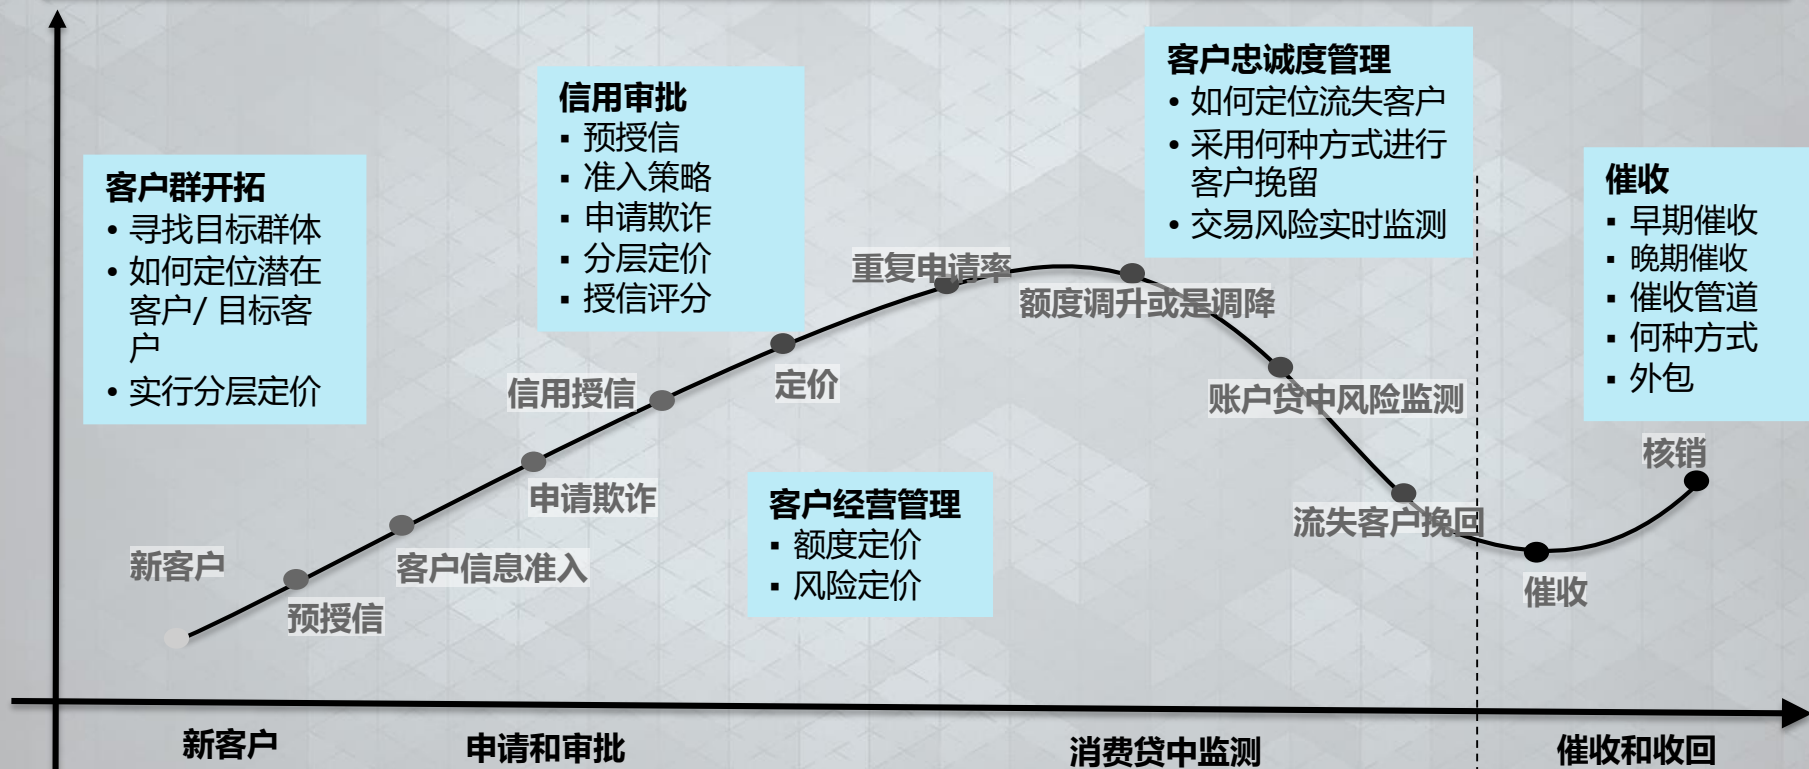 客户群开拓
• 寻找目标群体
• 如何定位潜在
客户/ 目标客
户
• 实行分层定价
信用审批
▪ 预授信
▪ 准入策略
▪ 申请欺诈
▪ 分层定价
▪ 授信评分
客户忠诚度管理
• 如何定位流失客户
• 采用何种方式进行
客户挽留
• 交易风险实时监测
催收
▪ 早期催收
▪ 晚期催收
▪ 催收管道
▪ 何种方式
▪ 外包
客户经营管理
▪ 额度定价
▪ 风险定价
新客户
预授信
客户信息准入
申请欺诈
信用授信
定价
重复申请率
额度调升或是调降
账户贷中风险监测
流失客户挽回
催收
核销
新客户
申请和审批
消费贷中监测
催收和收回